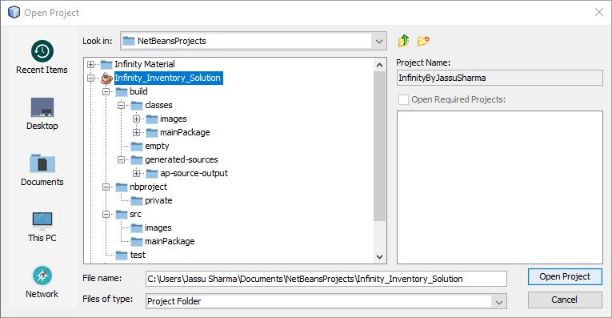 Open Project
Look in:
NetBeansProjects
Recent Items
Desktop
Documents
This PC
Network
Infinity Material
Infinity_Inventory_Solution
build
classes
images
mainPackage
empty
generated-sources
ap-source-output
nbproject
private
src
images
mainPackage
test
Project Name:
InfinityByJassuSharma
Open Required Projects:
File name:
C:\Users\Jassu Sharma\Documents\NetBeansProjects\Infinity_Inventory_Solution
Open Project
Files of type:
Project Folder
Cancel